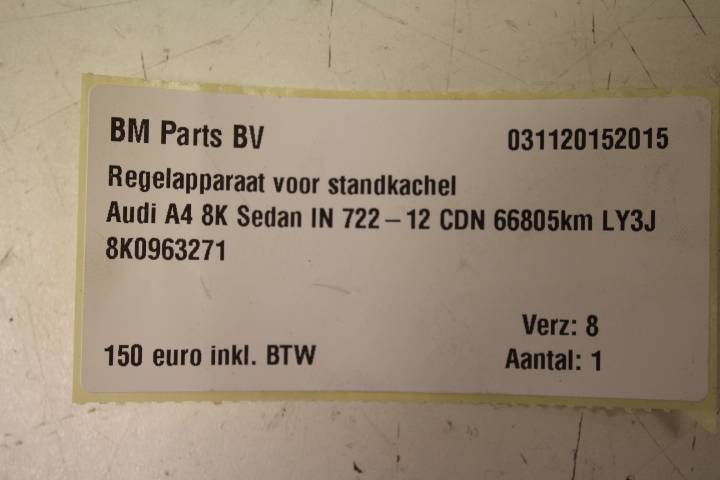 BM Parts BV 031120152015
Regelapparaat voor standkachel
Audi A4 8K Sedan IN 722 – 12 CDN 66805km LY3J
8K0963271
Verz: 8
150 euro inkl. BTW Aantal: 1